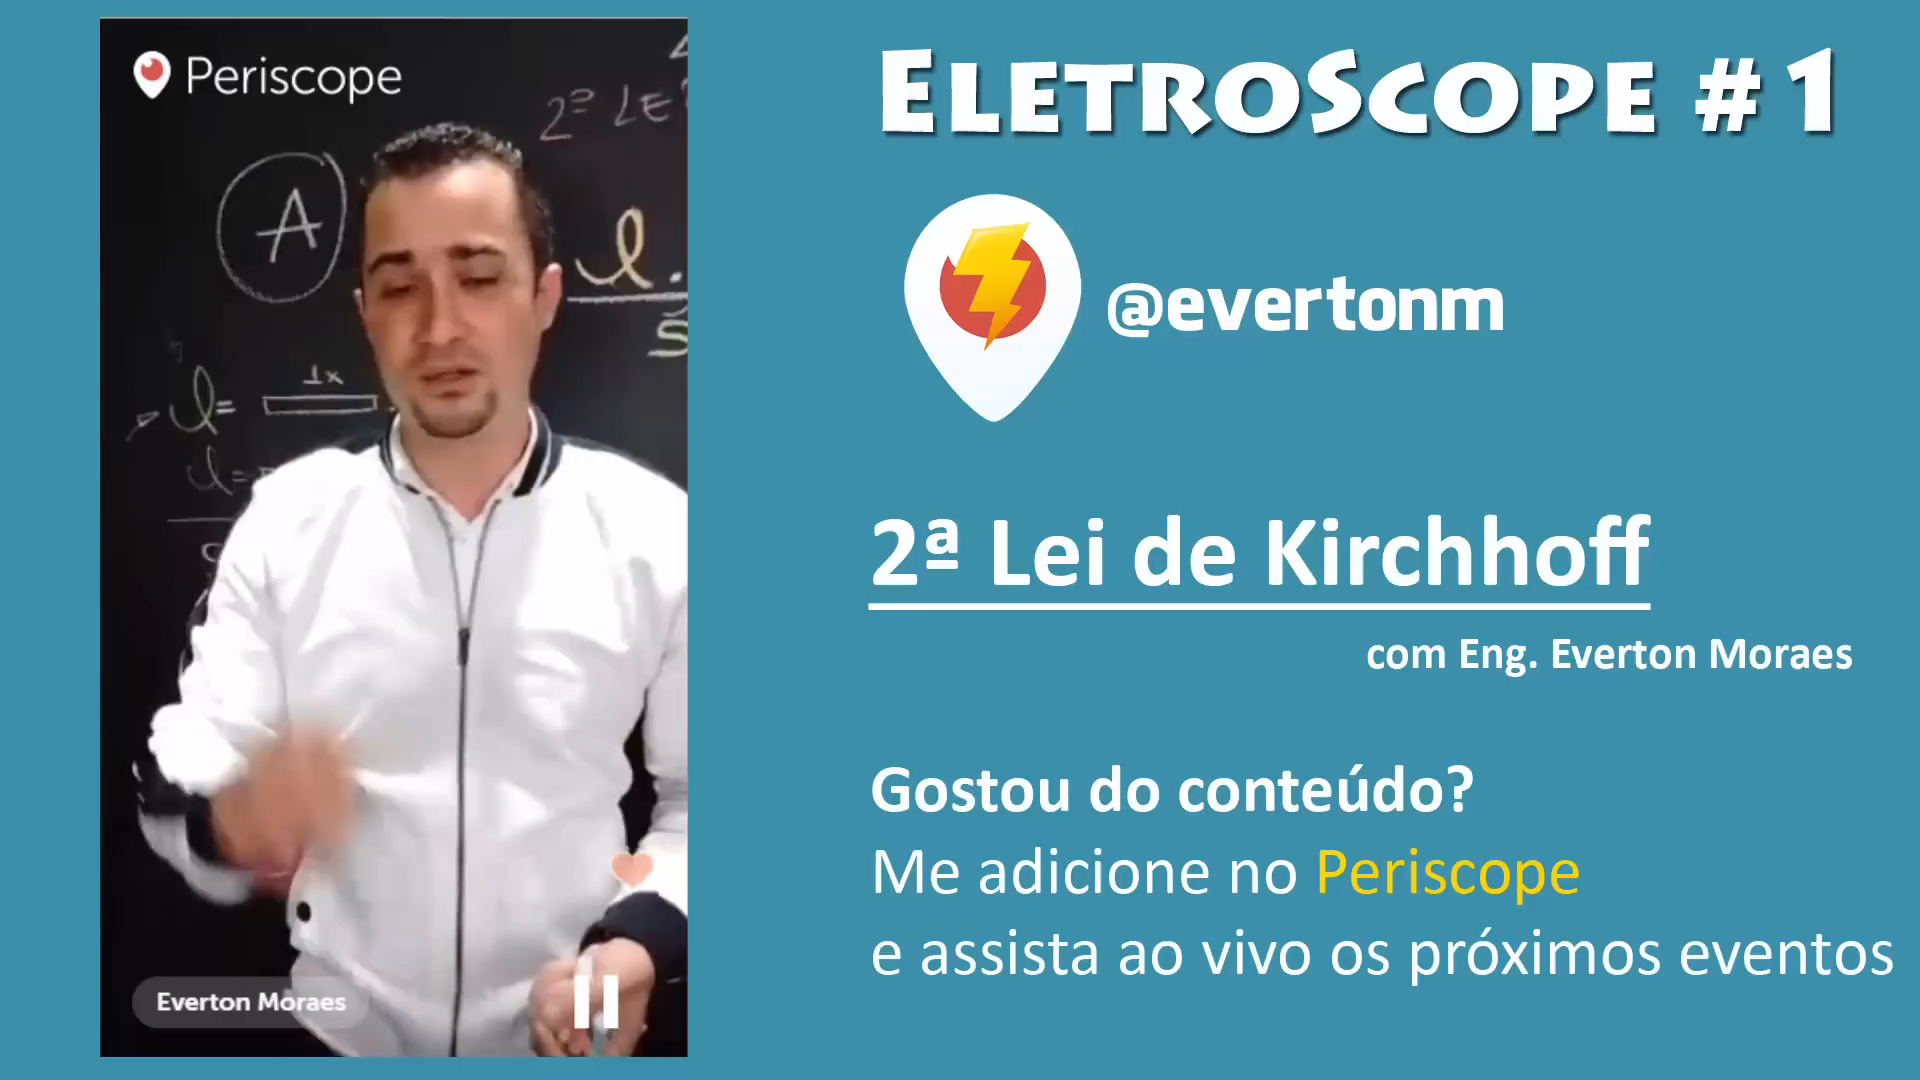 Periscope
2ª LE
A
l.
S
1x
l=
l=
Everton Moraes
ELETROSCOPE #1
@evertonm
2ª Lei de Kirchhoff
com Eng. Everton Moraes
Gostou do conteúdo?
Me adicione no Periscope
e assista ao vivo os próximos eventos